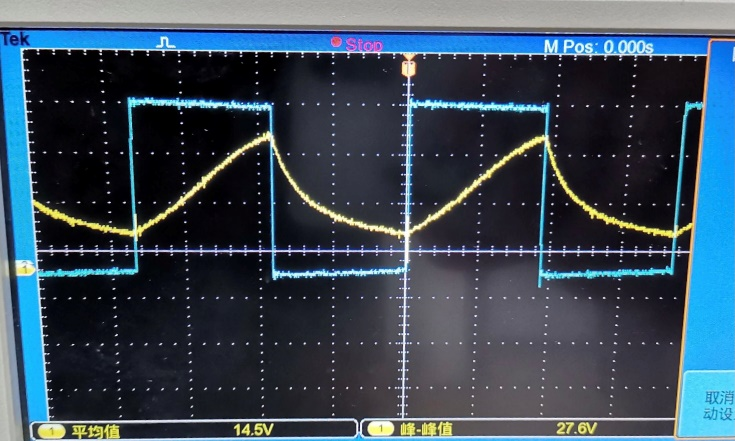 Tek
Stop
M Pos: 0.000s
T
1
1 平均值 14.5V
1 峰-峰值 27.6V
取消
动设